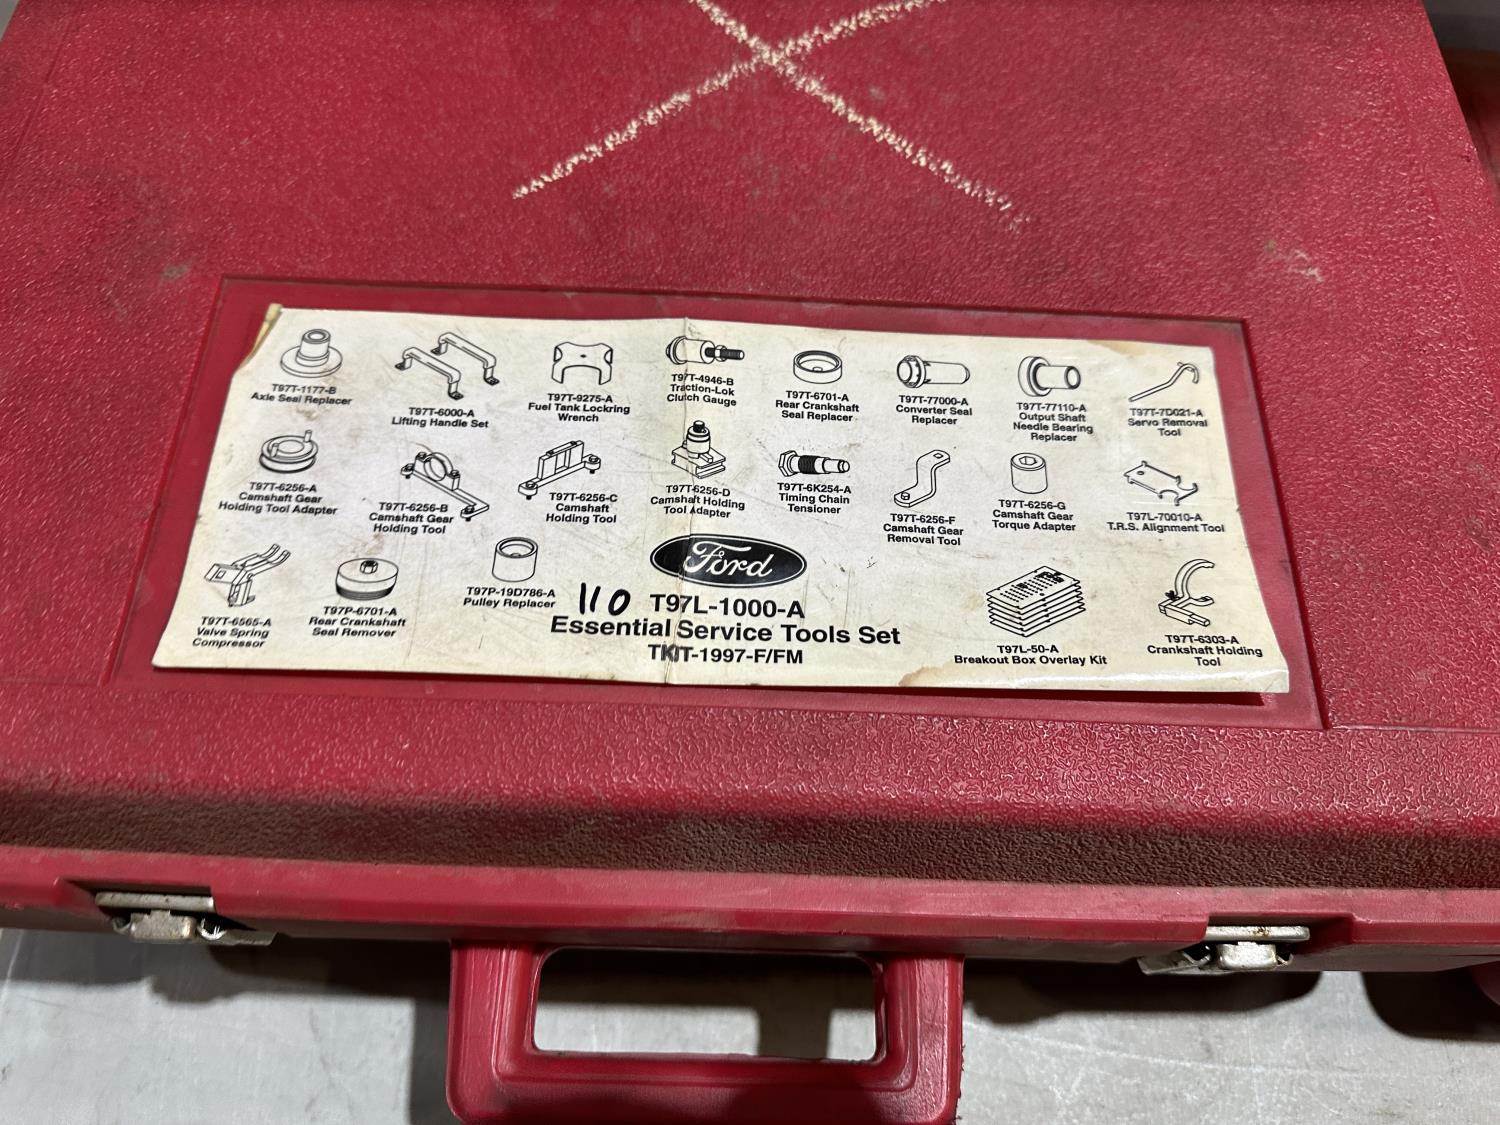 T97T-1177-B
Axle Seal Replacer
T97T-6000-A
Lifting Handle Set
T97T-9275-A
Fuel Tank Lockring
Wrench
T97T-4946-B
Traction-Lok
Clutch Gauge
T97T-6701-A
Rear Crankshaft
Seal Replacer
T97T-77000-A
Converter Seal
Replacer
T97T-77110-A
Output Shaft
Needle Bearing
Replacer
T97T-7D021-A
Servo Removal
Tool
T97T-6256-A
Camshaft Gear
Holding Tool Adapter
T97T-6256-B
Camshaft Gear
Holding Tool
T97T-6256-C
Camshaft
Holding Tool
T97T-6256-D
Camshaft Holding
Tool Adapter
T97T-6K254-A
Timing Chain
Tensioner
T97T-6256-F
Camshaft Gear
Removal Tool
T97T-6256-G
Camshaft Gear
Torque Adapter
T97L-70010-A
T.R.S. Alignment Tool
T97T-6565-A
Valve Spring
Compressor
T97P-6701-A
Rear Crankshaft
Seal Remover
T97P-19D786-A
Pulley Replacer
Ford
110 T97L-1000-A
Essential Service Tools Set
TKIT-1997-F/FM
T97L-50-A
Breakout Box Overlay Kit
T97T-6303-A
Crankshaft Holding
Tool